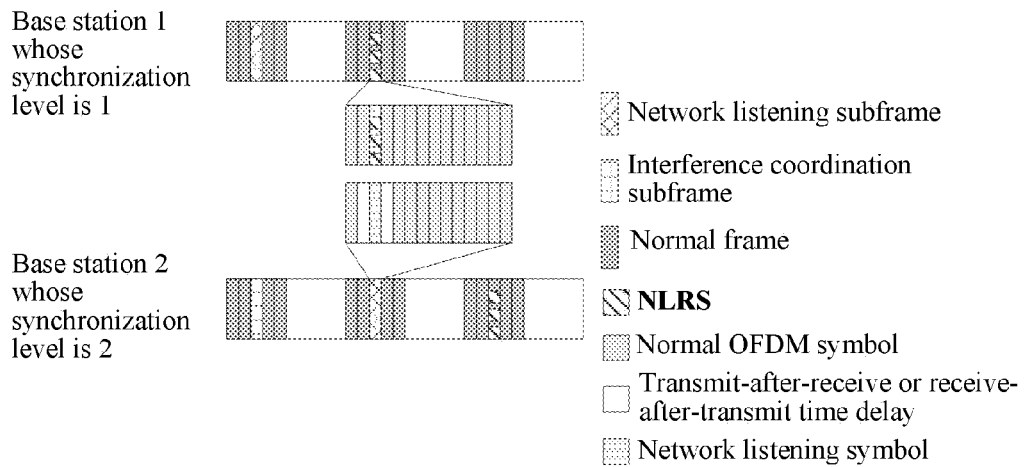 Base station 1
whose
synchronization
level is 1
Network listening subframe
Interference coordination
subframe
Normal frame
Base station 2
whose
synchronization
level is 2
NLRS
Normal OFDM symbol
Transmit-after-receive or receive-
after-transmit time delay
Network listening symbol